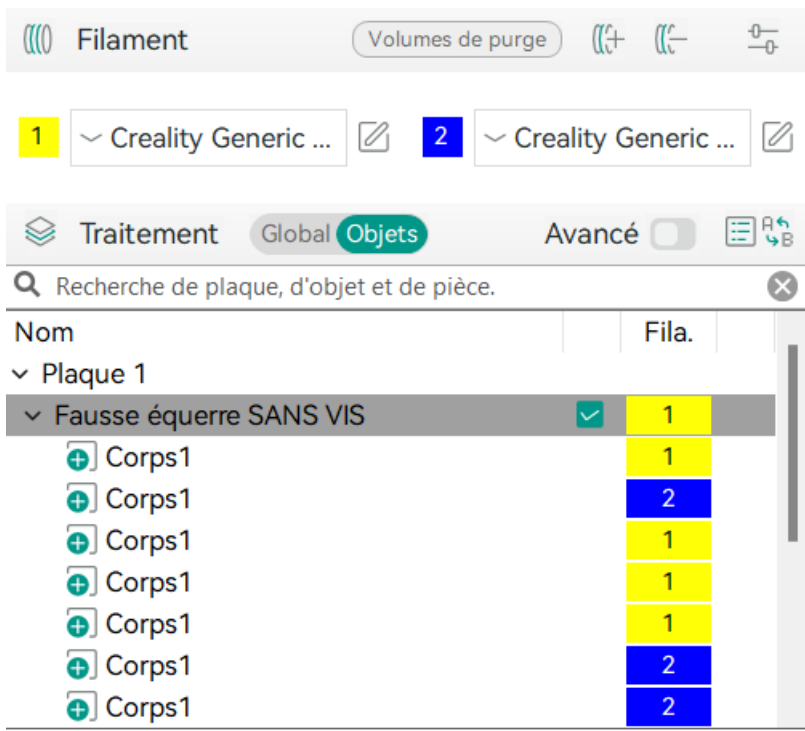 Filament Volumes de purge
1 Creality Generic ... 2 Creality Generic ...
Traitement Global Objets Avancé A B
Recherche de plaque, d'objet et de pièce.
Nom Fila.
Plaque 1
Fausse équerre SANS VIS 1
Corps1 1
Corps1 2
Corps1 1
Corps1 1
Corps1 1
Corps1 2
Corps1 2